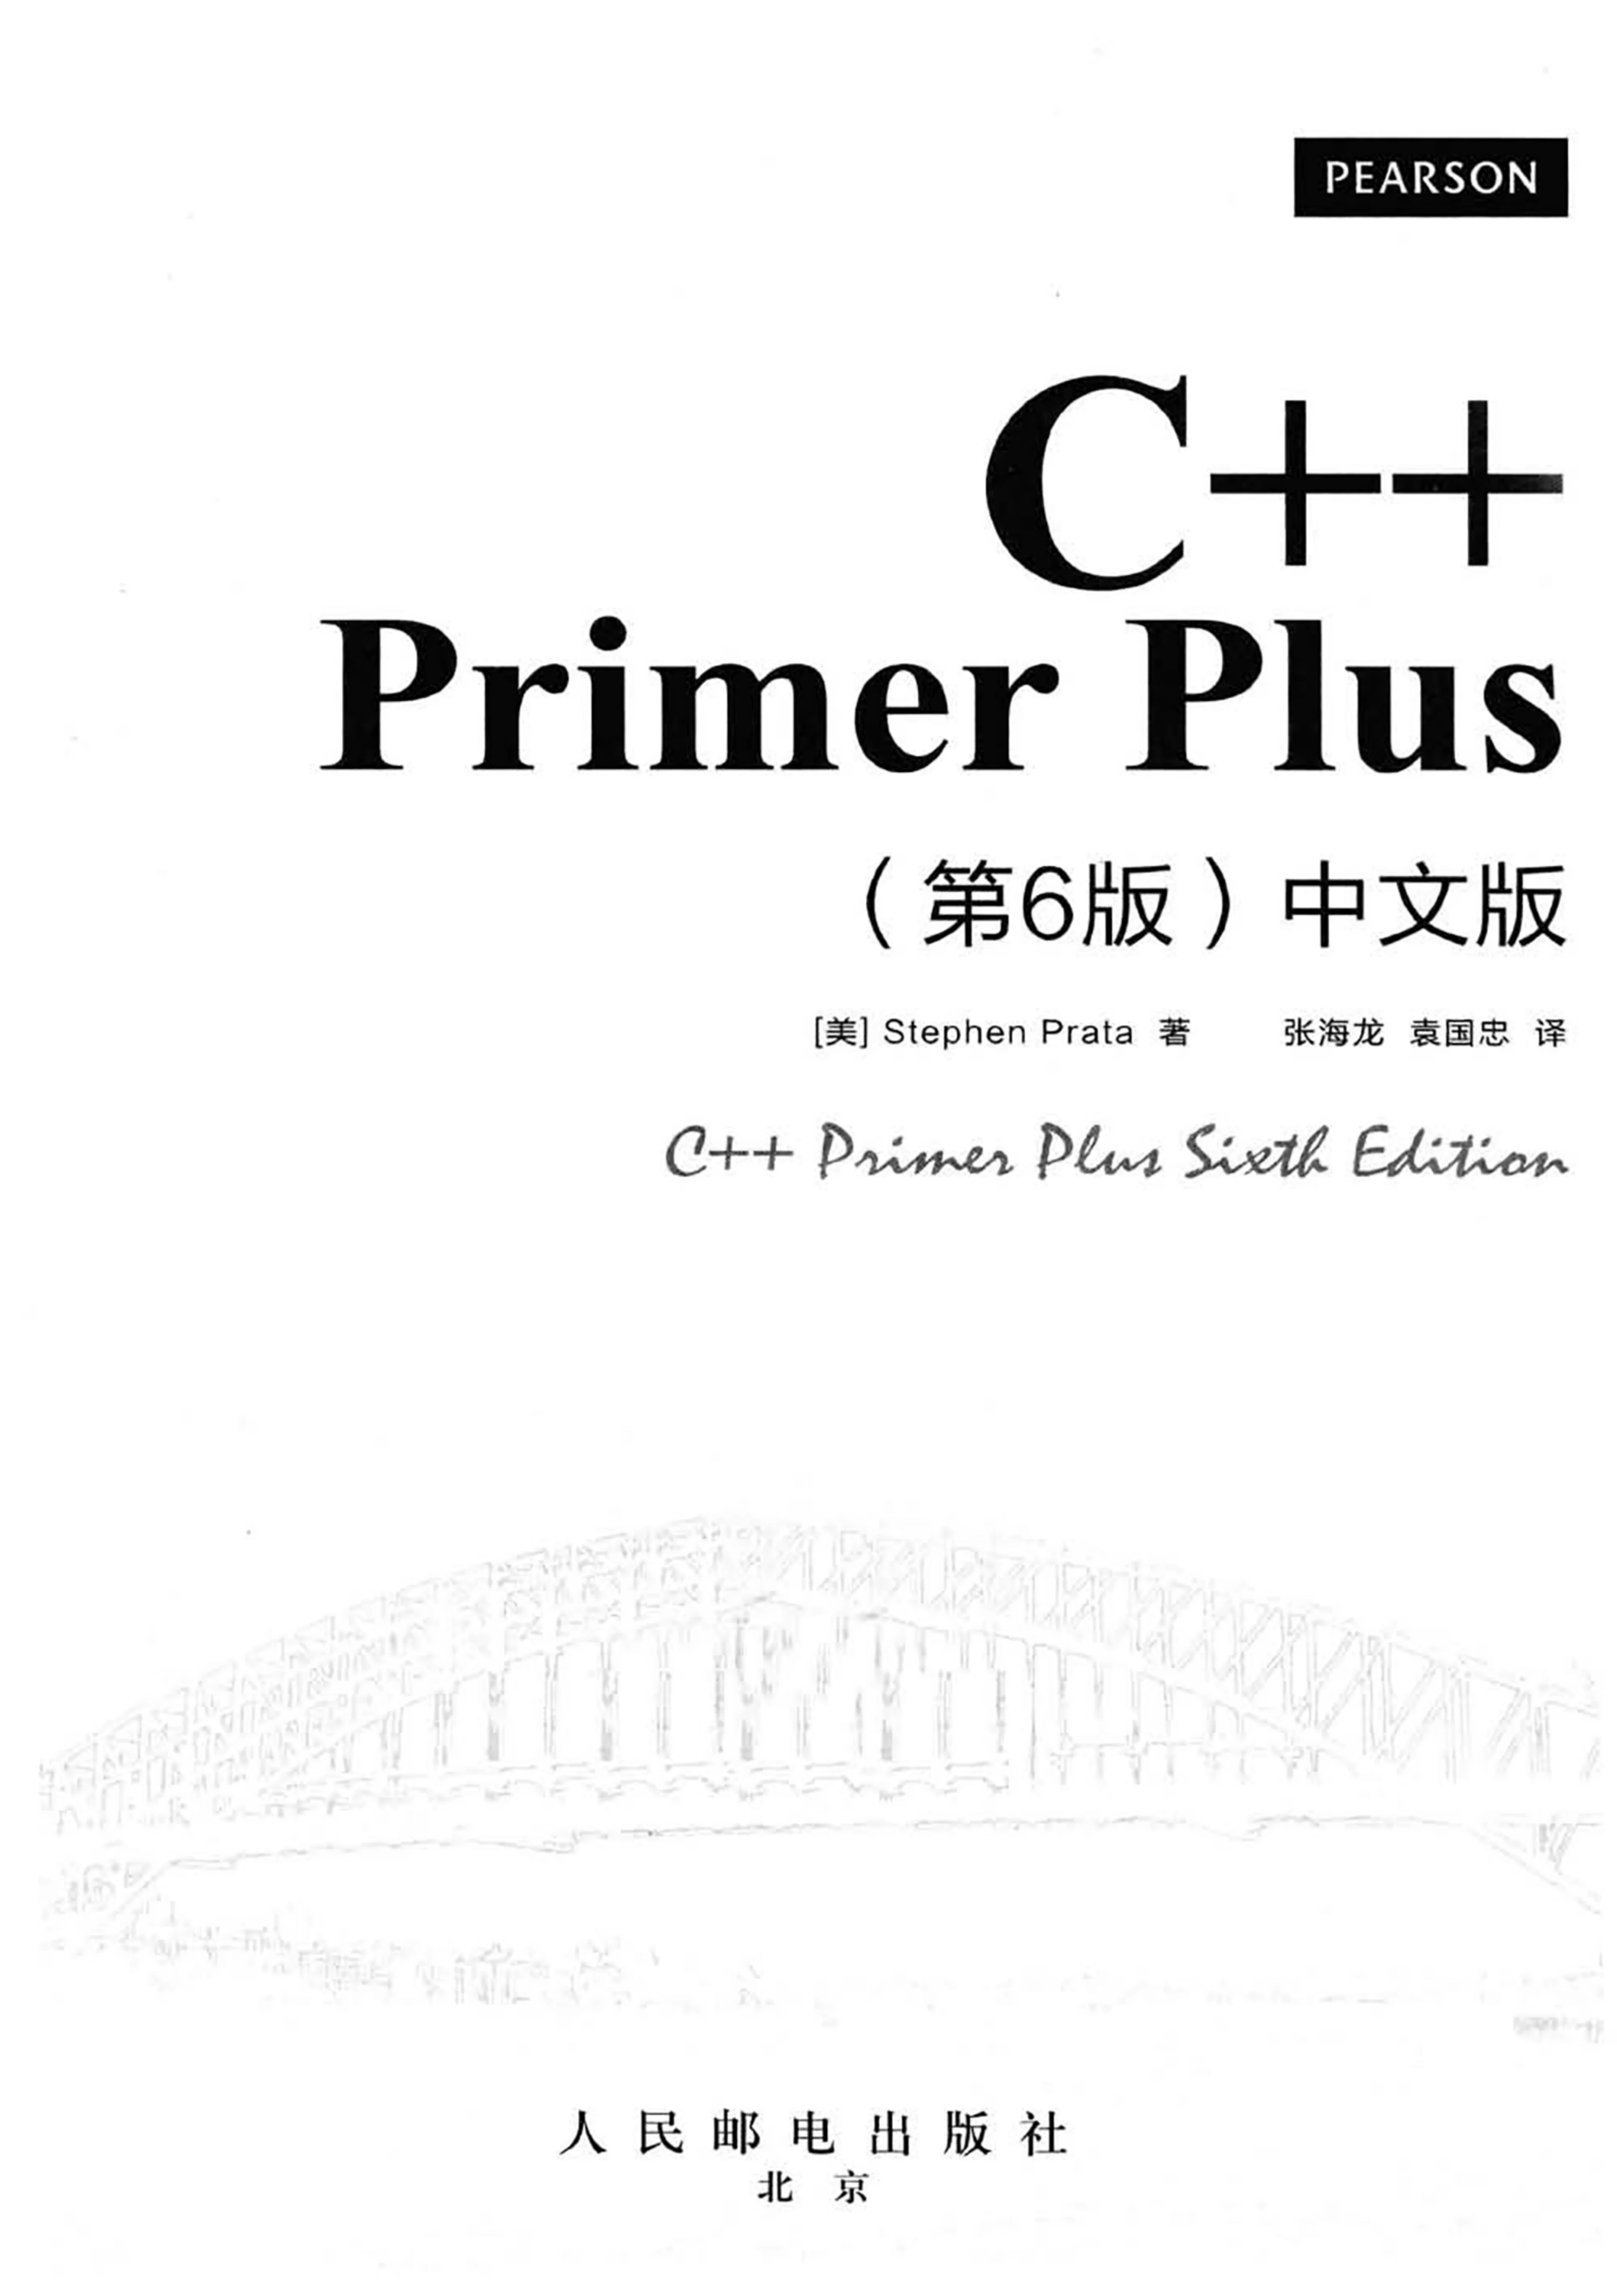 PEARSON
C++
Primer Plus
（第6版）中文版
[美] Stephen Prata 著 张海龙 袁国忠 译
C++ Primer Plus Sixth Edition
人民邮电出版社
北京